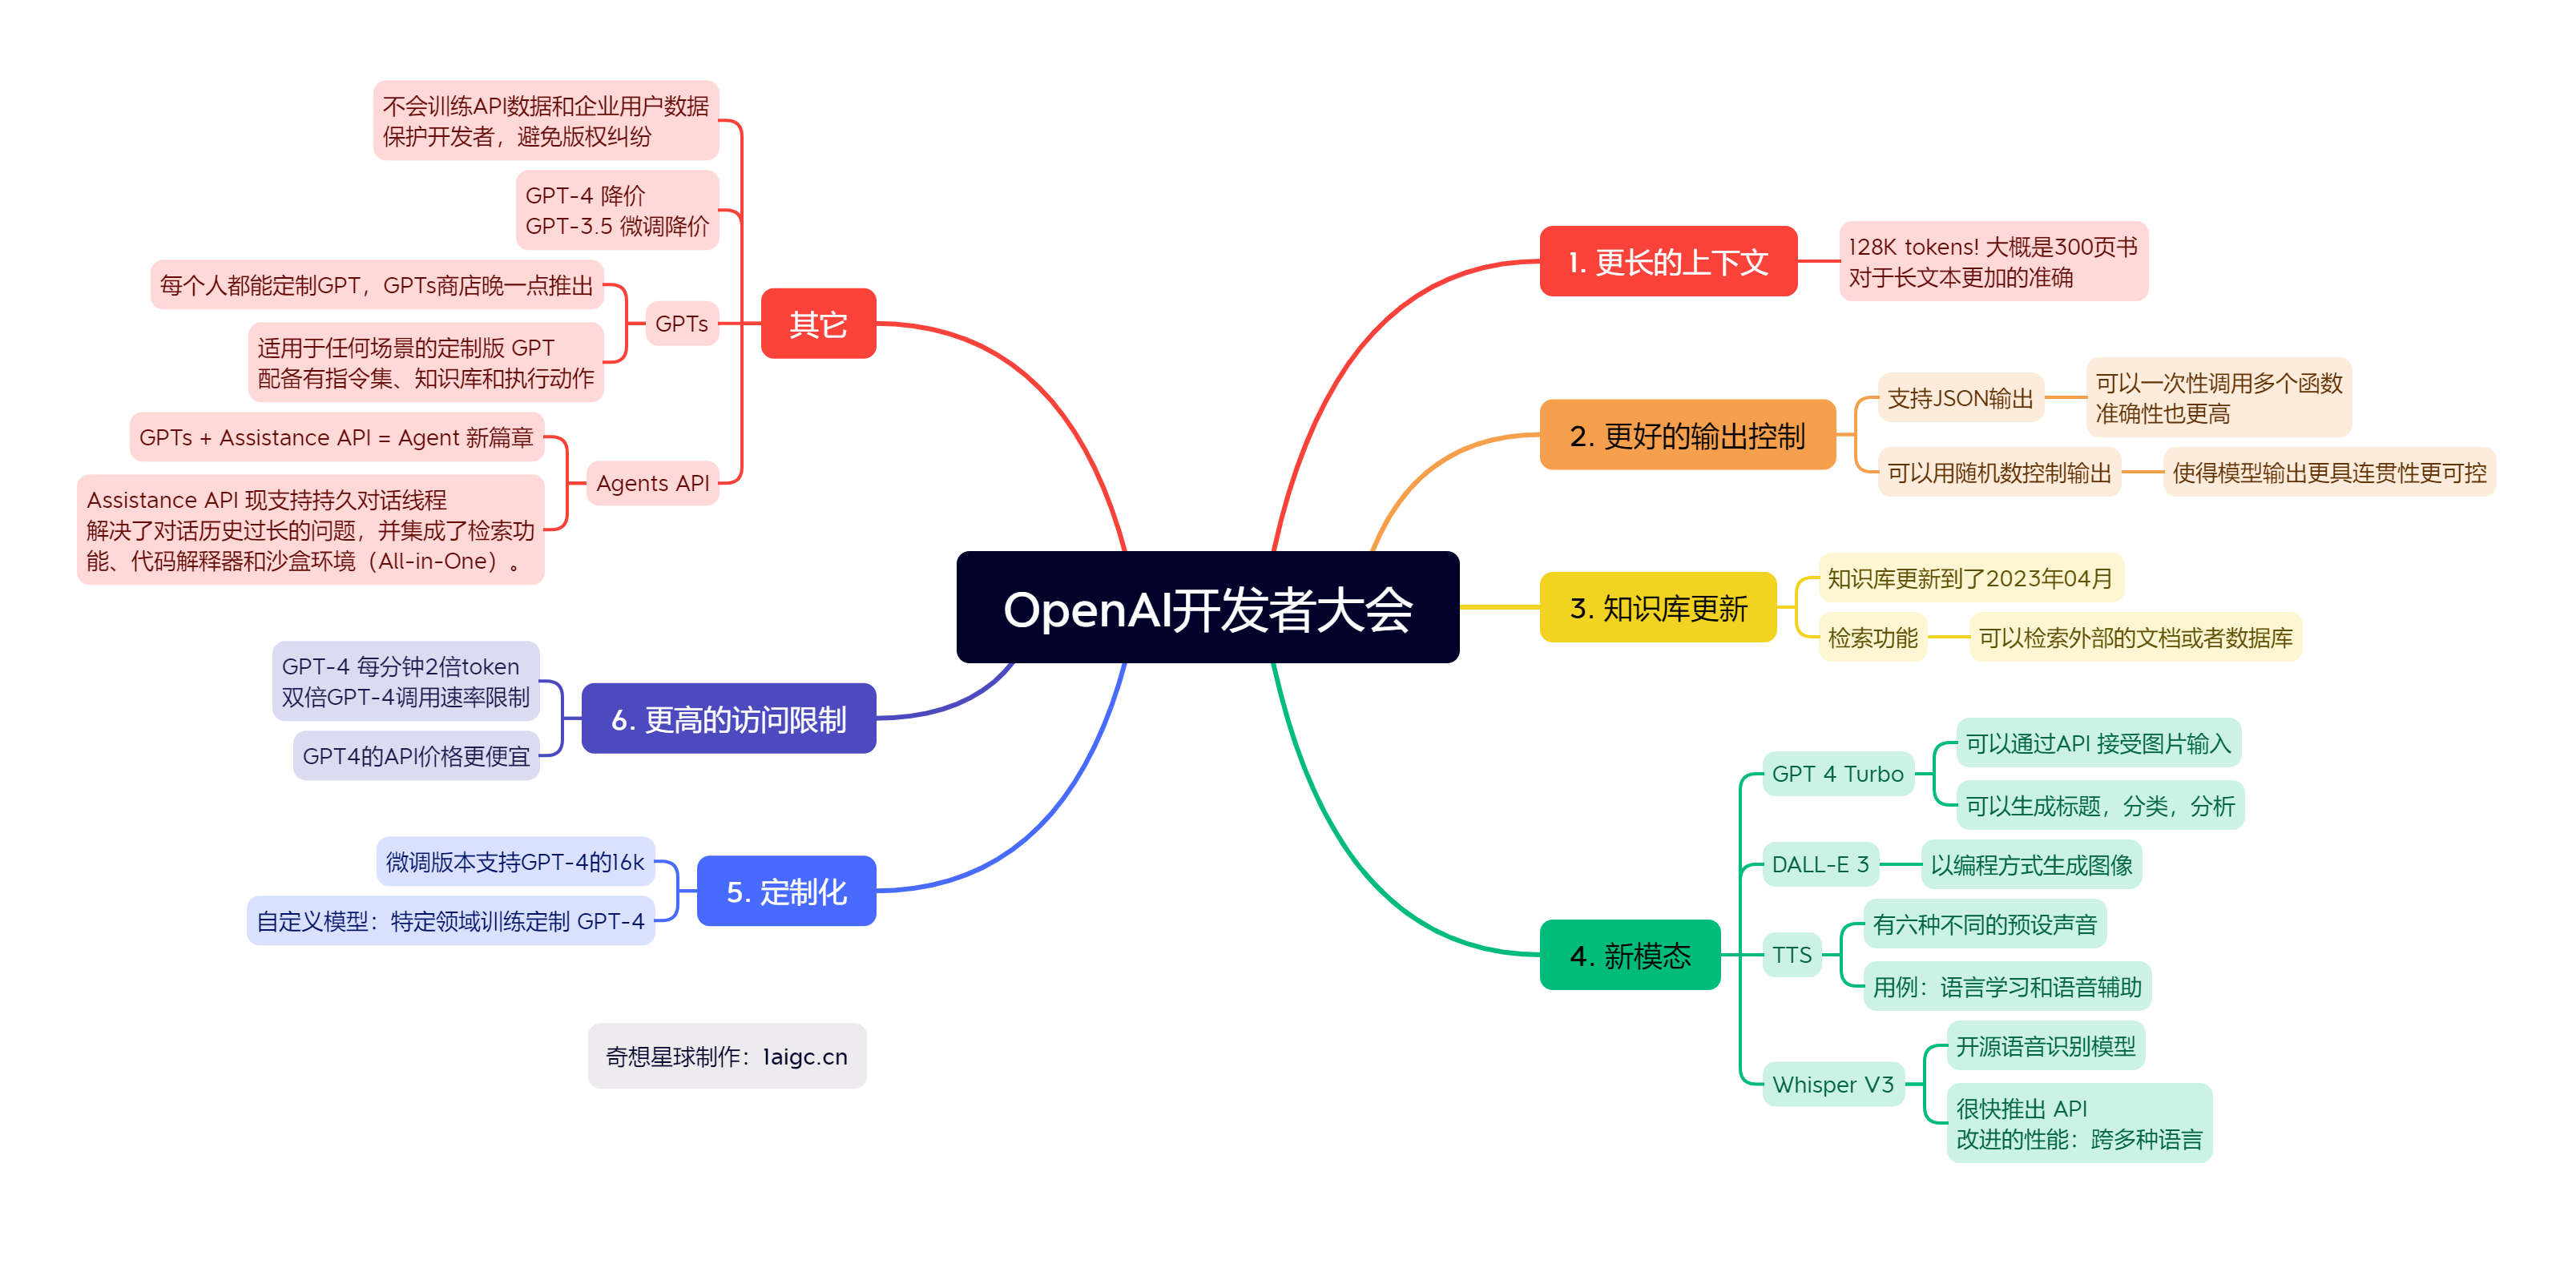 OpenAI开发者大会
1. 更长的上下文
128K tokens! 大概是300页书
对于长文本更加的准确
2. 更好的输出控制
支持JSON输出
可以一次性调用多个函数
准确性也更高
可以用随机数控制输出
使得模型输出更具连贯性更可控
3. 知识库更新
知识库更新到了2023年04月
检索功能
可以检索外部的文档或者数据库
4. 新模态
GPT 4 Turbo
可以通过API 接受图片输入
可以生成标题，分类，分析
DALL-E 3
以编程方式生成图像
TTS
有六种不同的预设声音
用例：语言学习和语音辅助
Whisper V3
开源语音识别模型
很快推出 API
改进的性能：跨多种语言
5. 定制化
微调版本支持GPT-4的16k
自定义模型：特定领域训练定制 GPT-4
6. 更高的访问限制
GPT-4 每分钟2倍token
双倍GPT-4调用速率限制
GPT4的API价格更便宜
其它
不会训练API数据和企业用户数据
保护开发者，避免版权纠纷
GPT-4 降价
GPT-3.5 微调降价
GPTs
每个人都能定制GPT，GPTs商店晚一点推出
适用于任何场景的定制版 GPT
配备有指令集、知识库和执行动作
Agents API
GPTs + Assistance API = Agent 新篇章
Assistance API 现支持持久对话线程
解决了对话历史过长的问题，并集成了检索功
能、代码解释器和沙盒环境（All-in-One）。
奇想星球制作：1aigc.cn